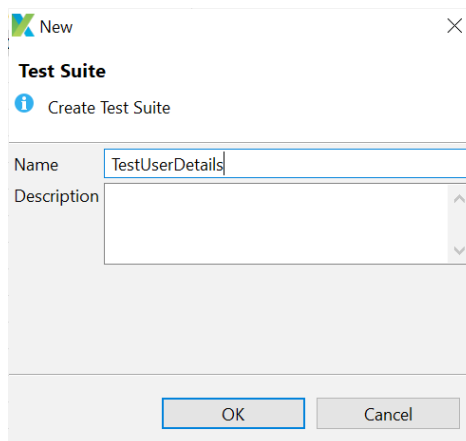 New
Test Suite
Create Test Suite
Name TestUserDetails
Description
OK Cancel